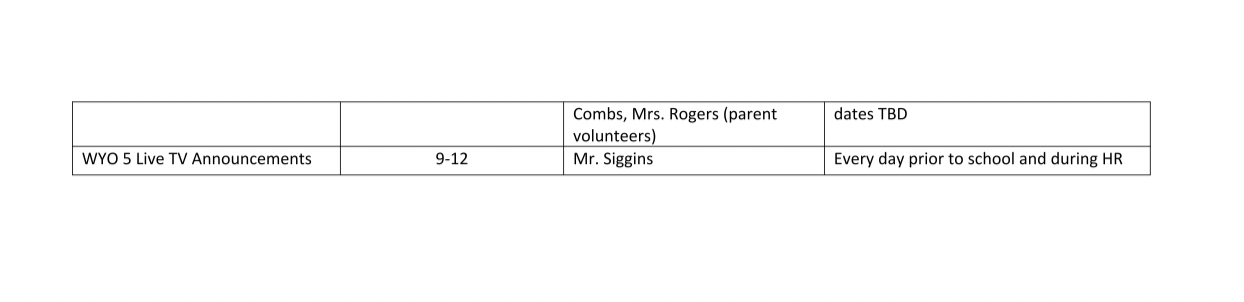 Combs, Mrs. Rogers (parent dates TBD
volunteers)
WYO 5 Live TV Announcements 9-12 Mr. Siggins Every day prior to school and during HR